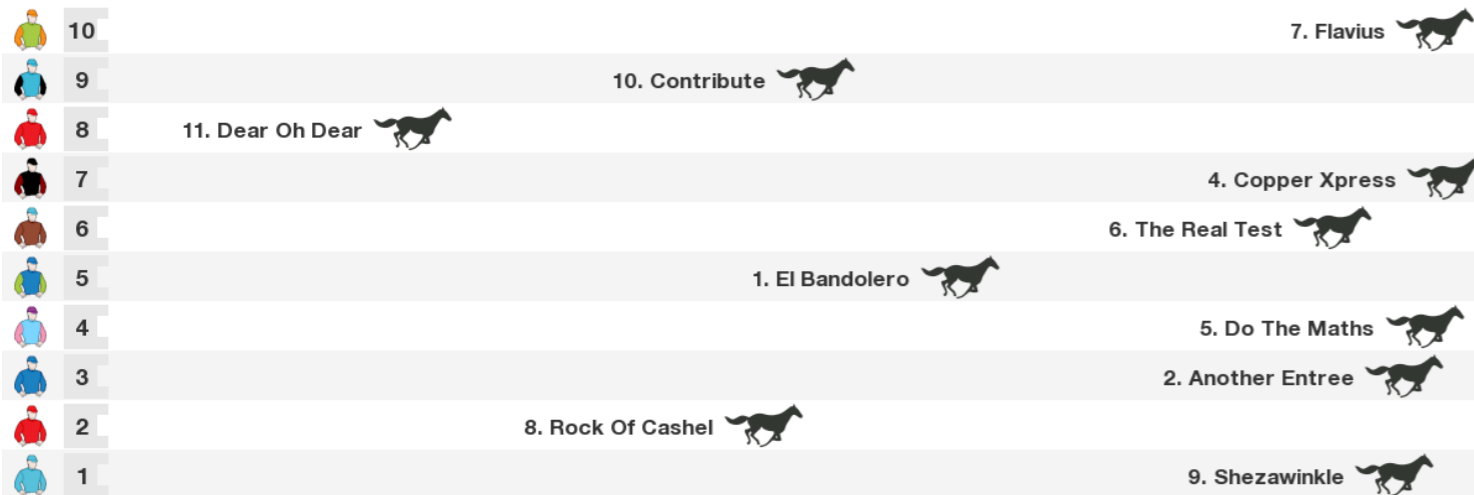 10 7. Flavius
9 10. Contribute
8 11. Dear Oh Dear
7 4. Copper Xpress
6 6. The Real Test
5 1. El Bandolero
4 5. Do The Maths
3 2. Another Entree
2 8. Rock Of Cashel
1 9. Shezawinkle